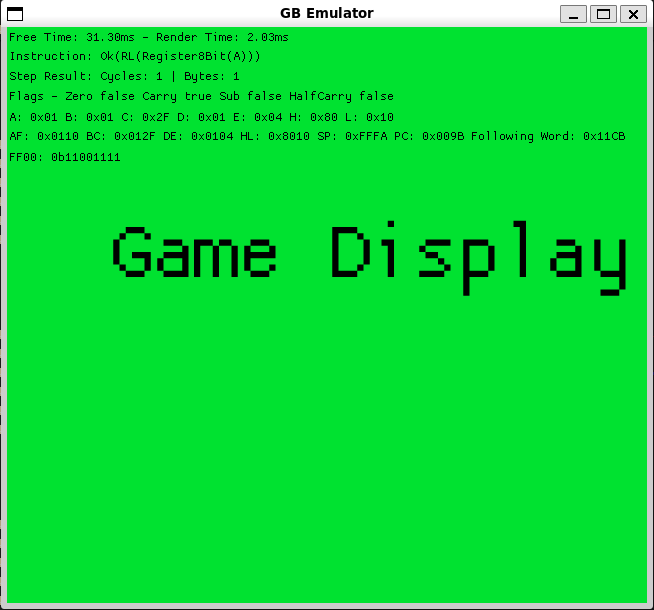 GB Emulator
Free Time: 31.30ms - Render Time: 2.03ms
Instruction: Ok(RL(Register8Bit(A)))
Step Result: Cycles: 1 | Bytes: 1
Flags - Zero false Carry true Sub false HalfCarry false
A: 0x01 B: 0x01 C: 0x2F D: 0x01 E: 0x04 H: 0x80 L: 0x10
AF: 0x0110 BC: 0x012F DE: 0x0104 HL: 0x8010 SP: 0xFFFA PC: 0x009B Following Word: 0x11CB
FF00: 0b11001111
Game Display